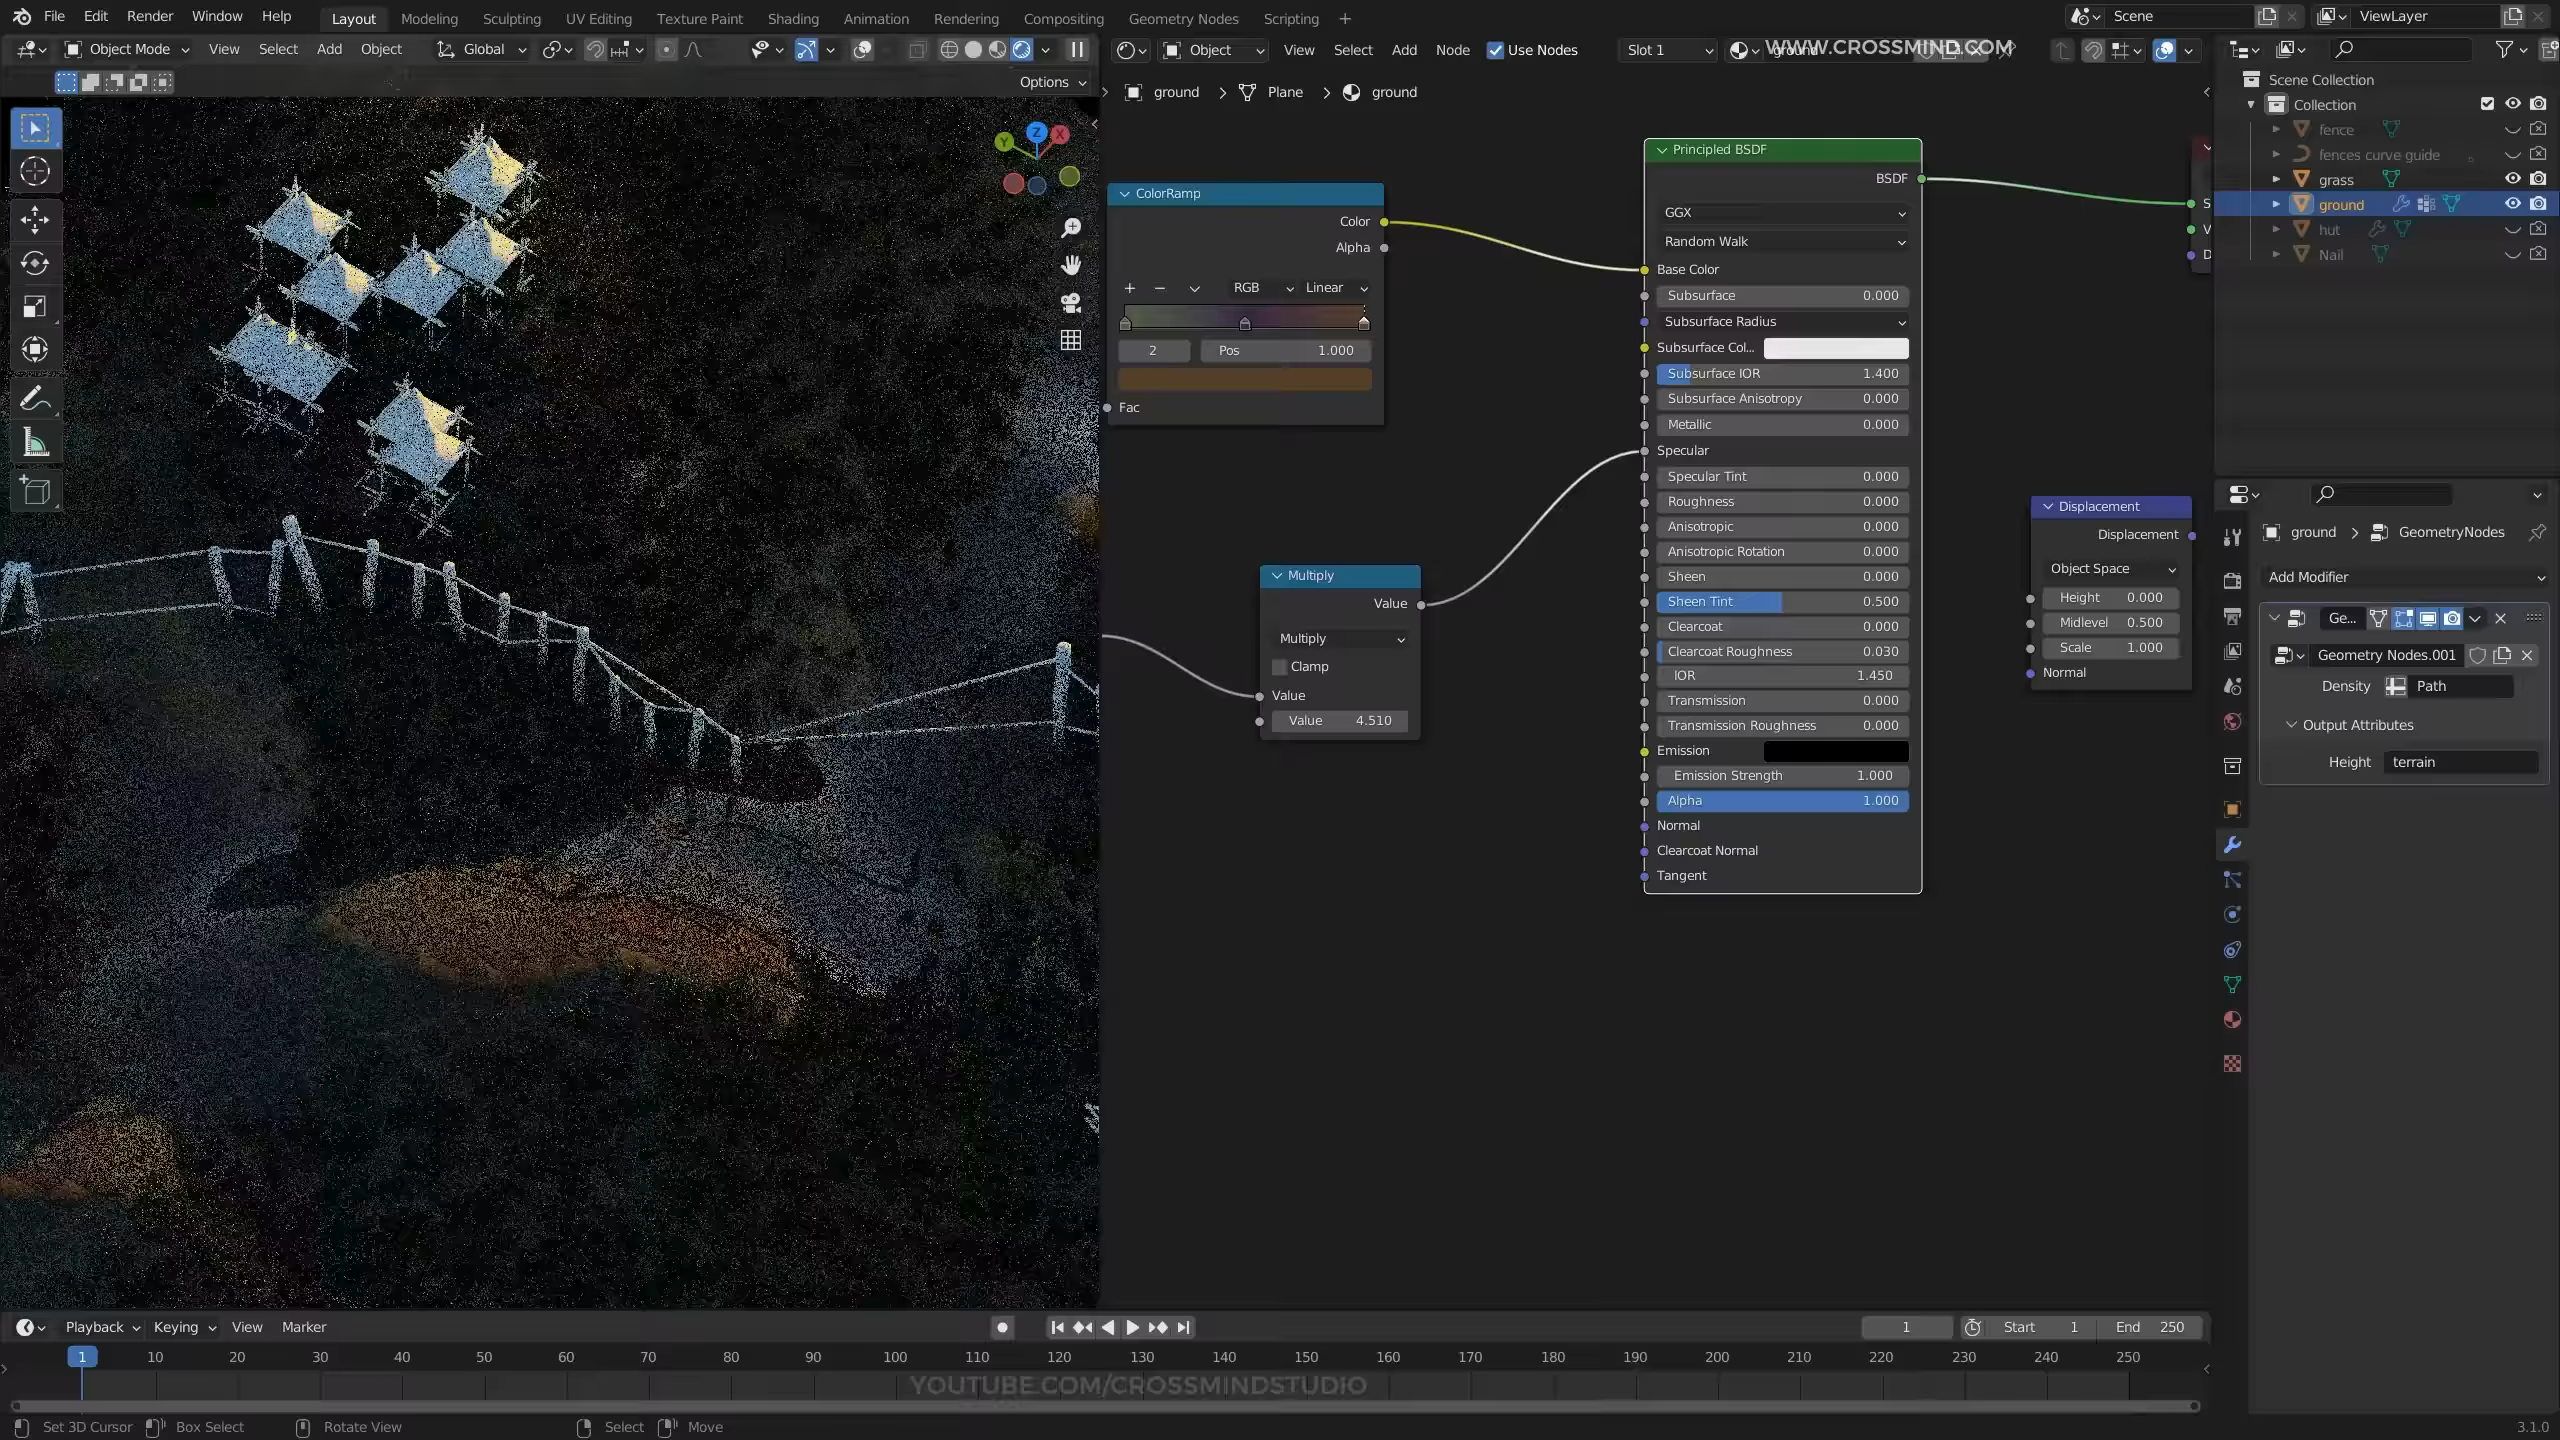 File Edit Render Window Help Layout Modeling Sculpting UV Editing Texture Paint Shading Animation Rendering Compositing Geometry Nodes Scripting + Scene ViewLayer
Object Mode View Select Add Object Global
Options
Object View Select Add Node Use Nodes Slot 1 ground
WWW.CROSSMIND.COM
ground > Plane > ground
ColorRamp
Color
Alpha
RGB Linear
2 Pos 1.000
Fac
Multiply
Value
Multiply
Clamp
Value
Value 4.510
Principled BSDF
BSDF
GGX
Random Walk
Base Color
Subsurface 0.000
Subsurface Radius
Subsurface Col...
Subsurface IOR 1.400
Subsurface Anisotropy 0.000
Metallic 0.000
Specular
Specular Tint 0.000
Roughness 0.000
Anisotropic 0.000
Anisotropic Rotation 0.000
Sheen 0.000
Sheen Tint 0.500
Clearcoat 0.000
Clearcoat Roughness 0.030
IOR 1.450
Transmission 0.000
Transmission Roughness 0.000
Emission
Emission Strength 1.000
Alpha 1.000
Normal
Clearcoat Normal
Tangent
S
V
D
Displacement
Displacement
Object Space
Height 0.000
Midlevel 0.500
Scale 1.000
Normal
Scene Collection
Collection
fence
fences curve guide
grass
ground
hut
Nail
ground > GeometryNodes
Add Modifier
Ge...
Geometry Nodes.001
Density Path
Output Attributes
Height terrain
Z
X
Y
Playback Keying View Marker 1 Start 1 End 250
1 10 20 30 40 50 60 70 80 90 100 110 120 130 140 150 160 170 180 190 200 210 220 230 240 250
YOUTUBE.COM/CROSSMINDSTUDIO
Set 3D Cursor Box Select Rotate View Select Move 3.1.0